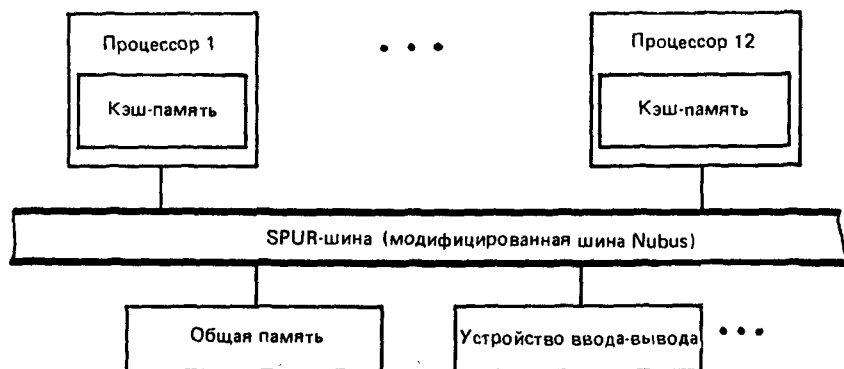 Процессор 1
Процессор 12
Кэш-память
Кэш-память
SPUR-шина (модифицированная шина Nubus)
Общая память
Устройство ввода-вывода